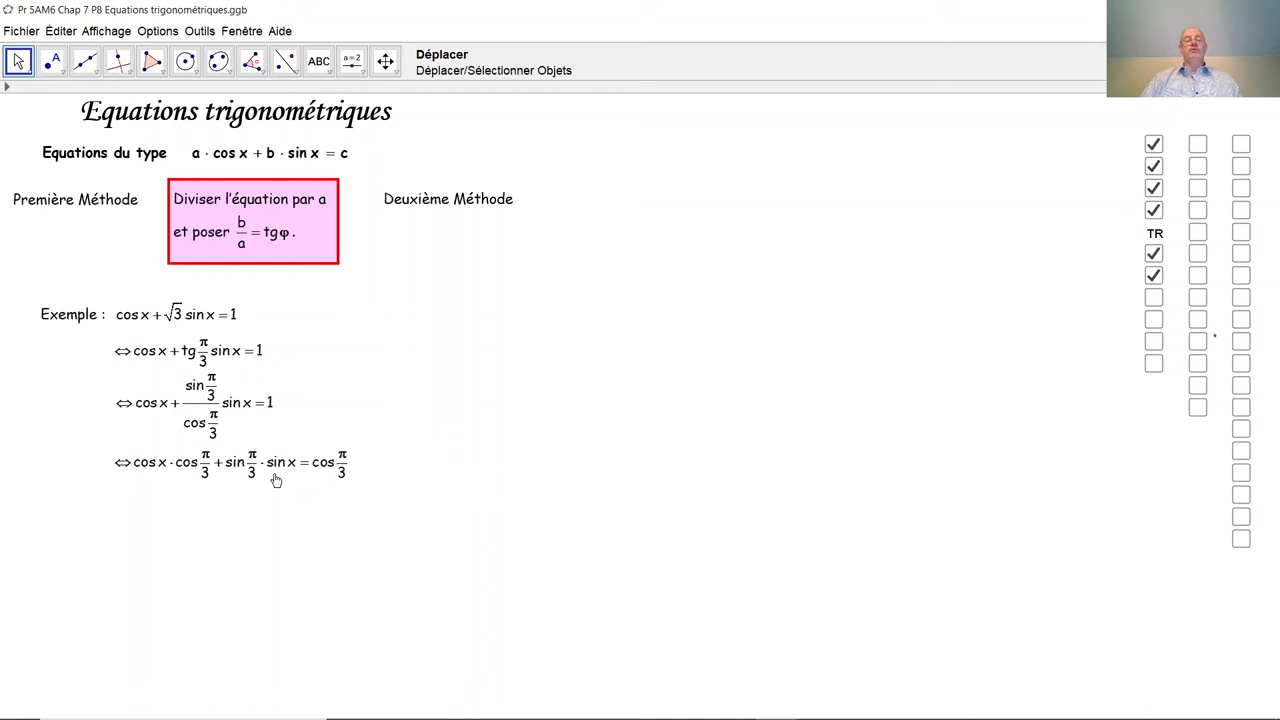 Pr 5AM6 Chap 7 P8 Equations trigonométriques.ggb
Fichier Éditer Affichage Options Outils Fenêtre Aide
A ABC a=2
Déplacer
Déplacer/Sélectionner Objets
Equations trigonométriques
Equations du type a · cos x + b · sin x = c
Première Méthode
Diviser l'équation par a
et poser b/a = tg φ .
Deuxième Méthode
Exemple : cos x + √3 sin x = 1
⇔ cos x + tg π/3 sin x = 1
⇔ cos x + (sin π/3)/(cos π/3) sin x = 1
⇔ cos x · cos π/3 + sin π/3 · sin x = cos π/3
TR